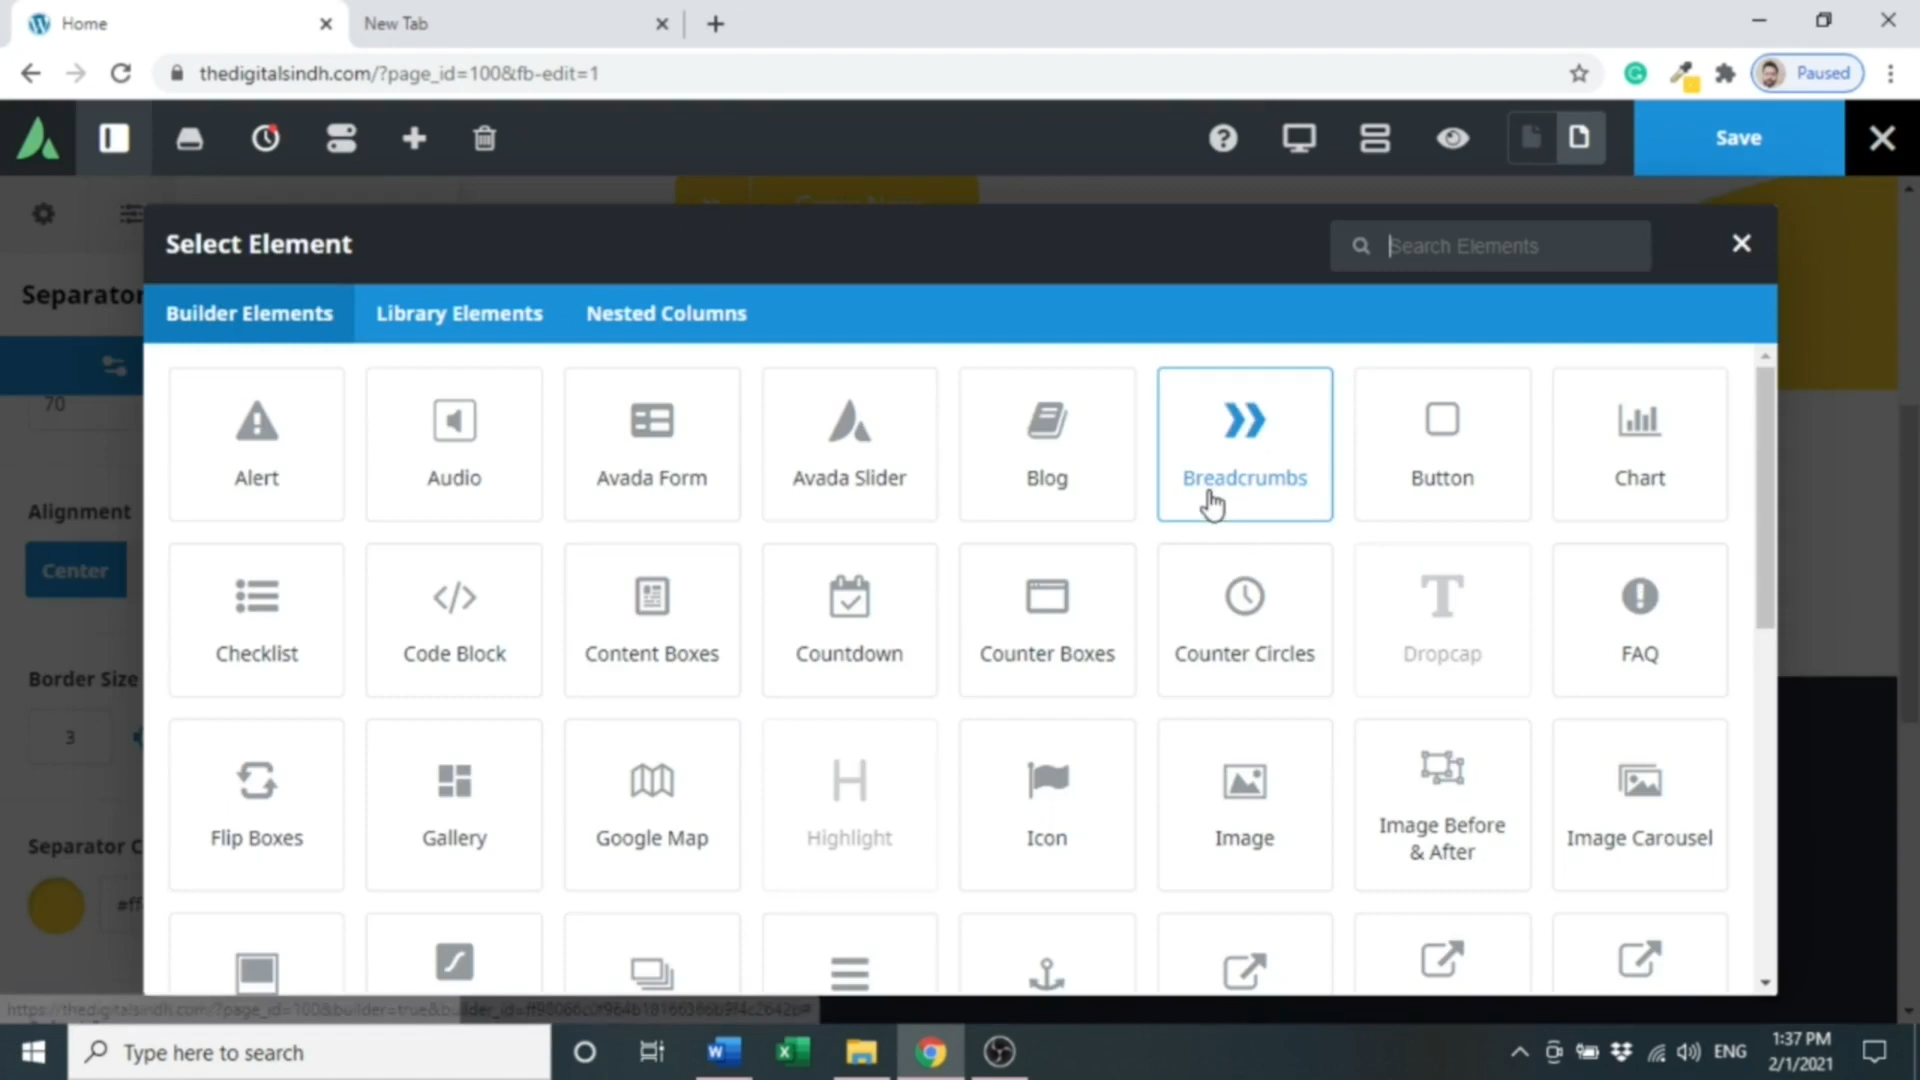 Home
New Tab
thedigitalsindh.com/?page_id=100&fb-edit=1
Paused
Save
Select Element
Search Elements
Separator
Builder Elements
Library Elements
Nested Columns
70
Alert
Audio
Avada Form
Avada Slider
Blog
Breadcrumbs
Button
Chart
Alignment
Center
Checklist
Code Block
Content Boxes
Countdown
Counter Boxes
Counter Circles
Dropcap
FAQ
Border Size
3
Flip Boxes
Gallery
Google Map
Highlight
Icon
Image
Image Before
& After
Image Carousel
Separator C
#ff
Type here to search
ENG
1:37 PM
2/1/2021